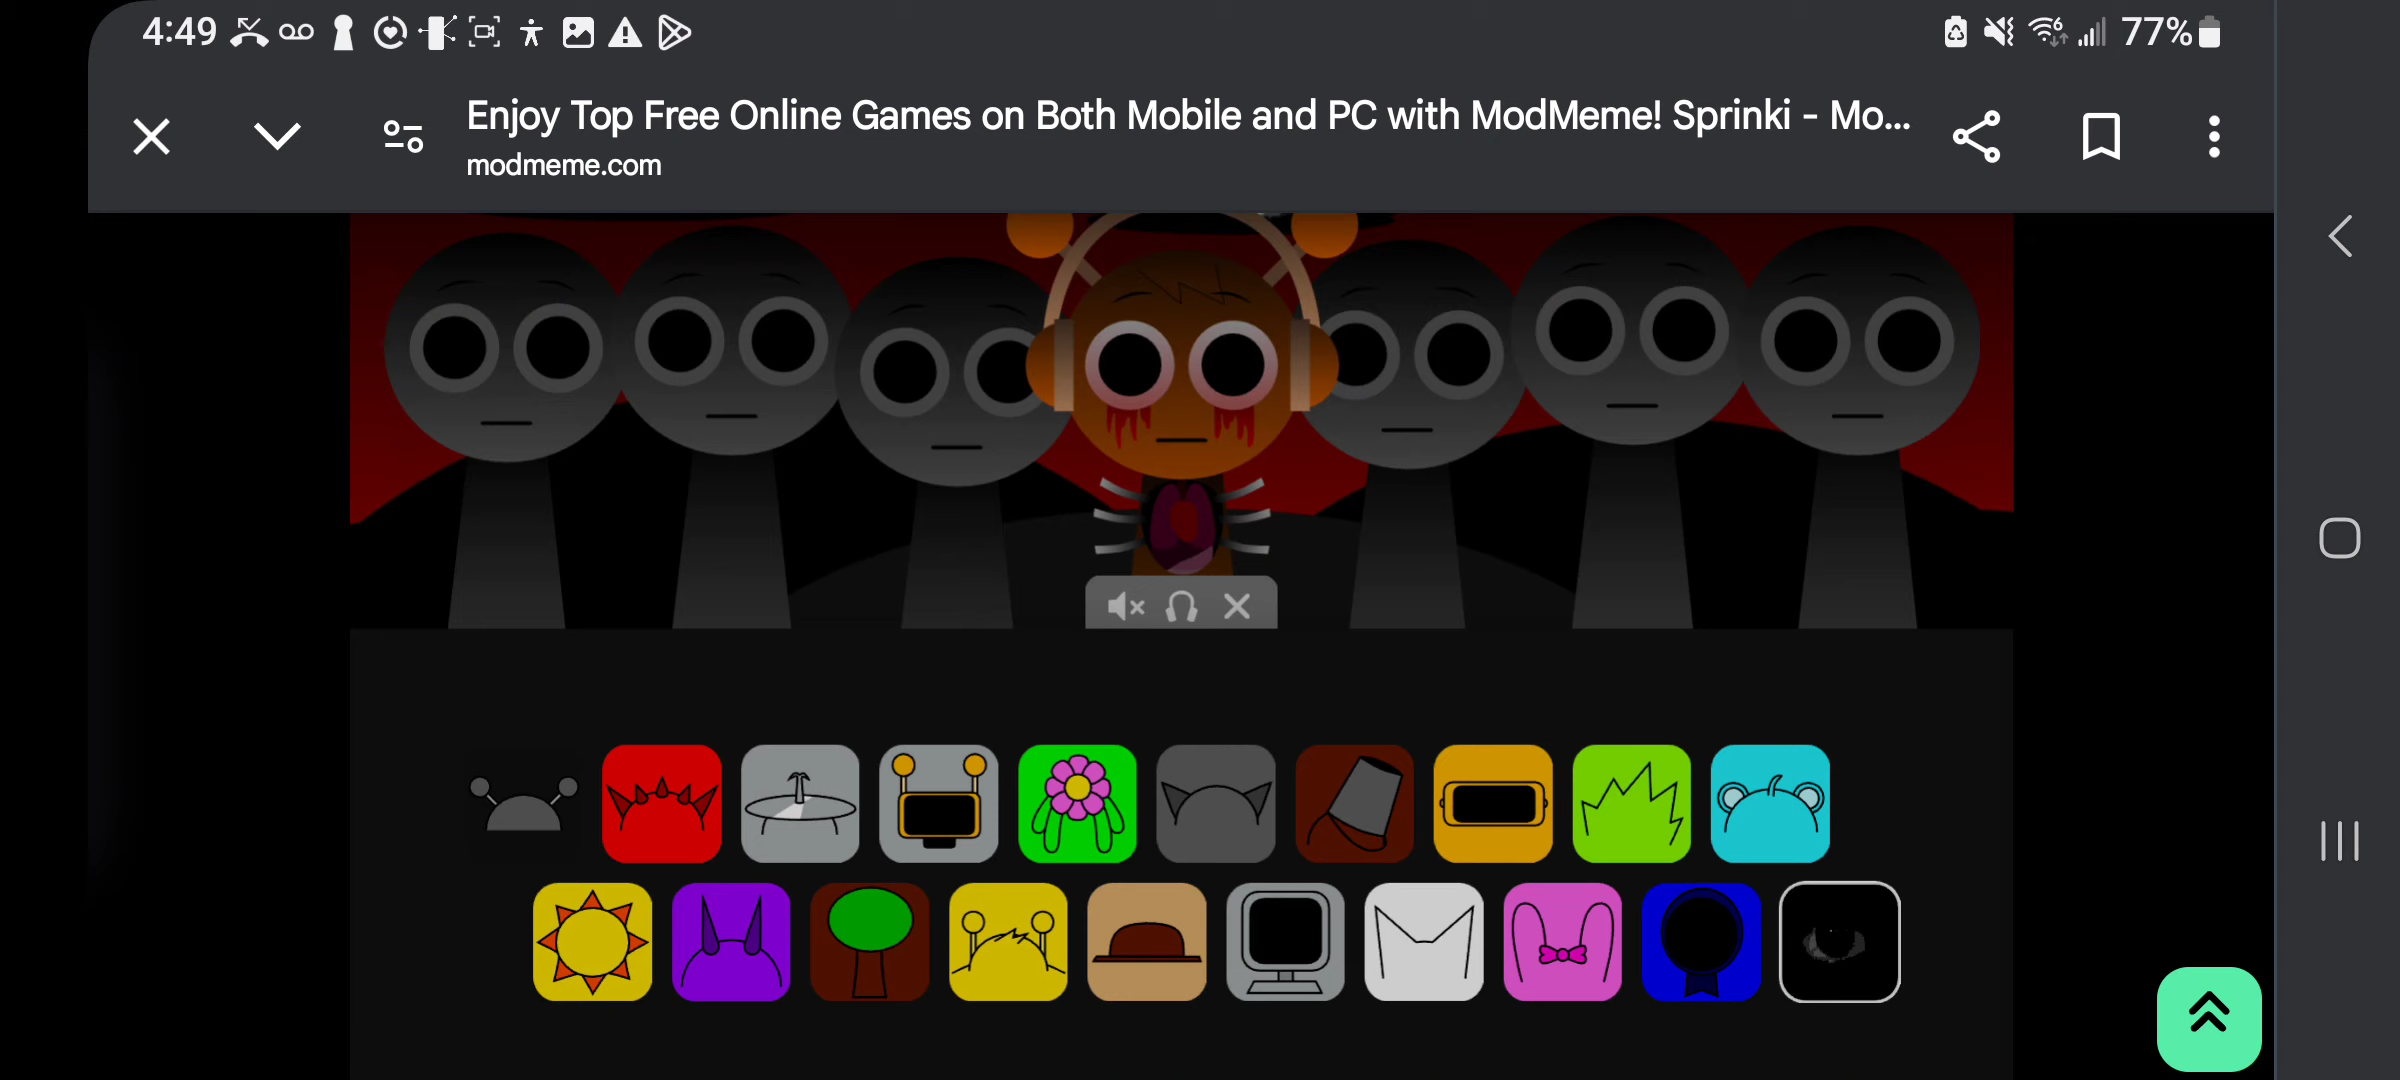 4:49
6
77%
Enjoy Top Free Online Games on Both Mobile and PC with ModMeme! Sprinki - Mo...
modmeme.com